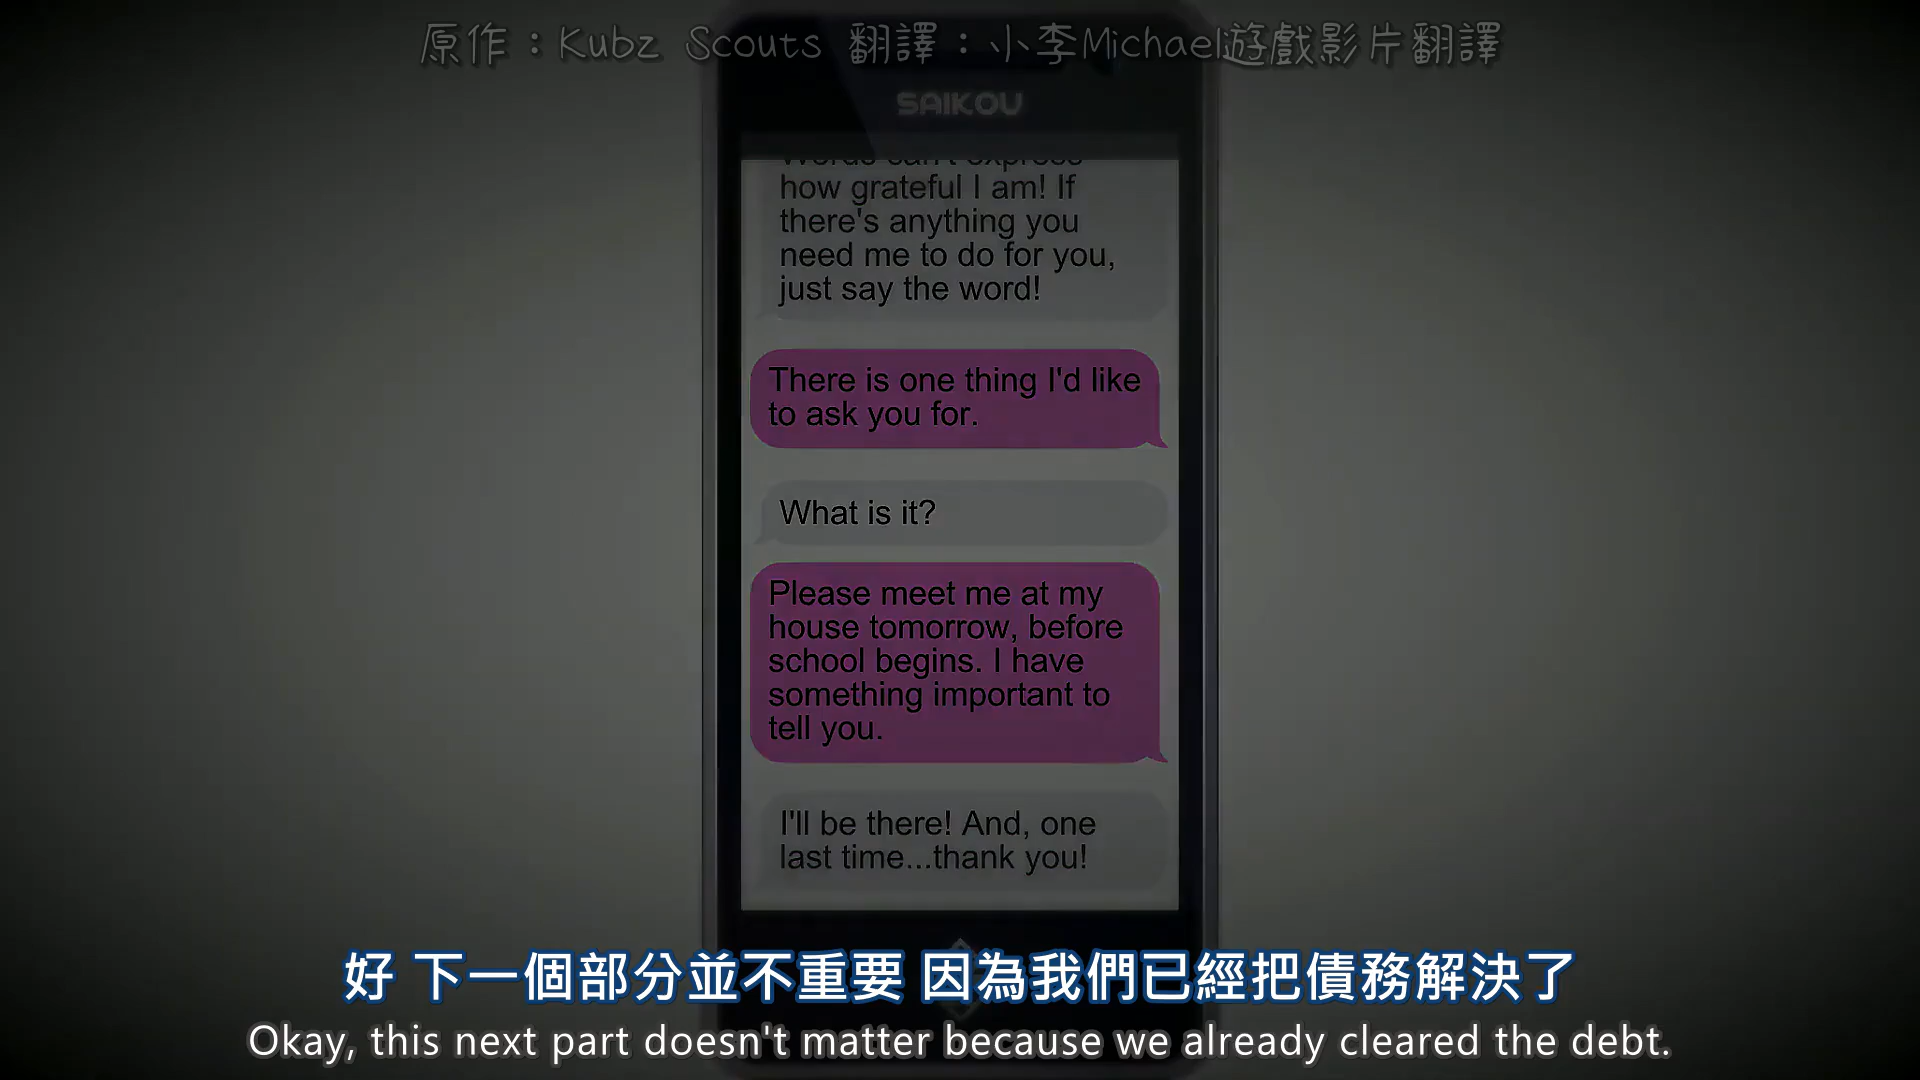 原作：Kubz Scouts 翻譯：小李Michael遊戲影片翻譯
SAIKOU
Words can't express
how grateful I am! If
there's anything you
need me to do for you,
just say the word!
There is one thing I'd like
to ask you for.
What is it?
Please meet me at my
house tomorrow, before
school begins. I have
something important to
tell you.
I'll be there! And, one
last time...thank you!
好 下一個部分並不重要 因為我們已經把債務解決了
Okay, this next part doesn't matter because we already cleared the debt.